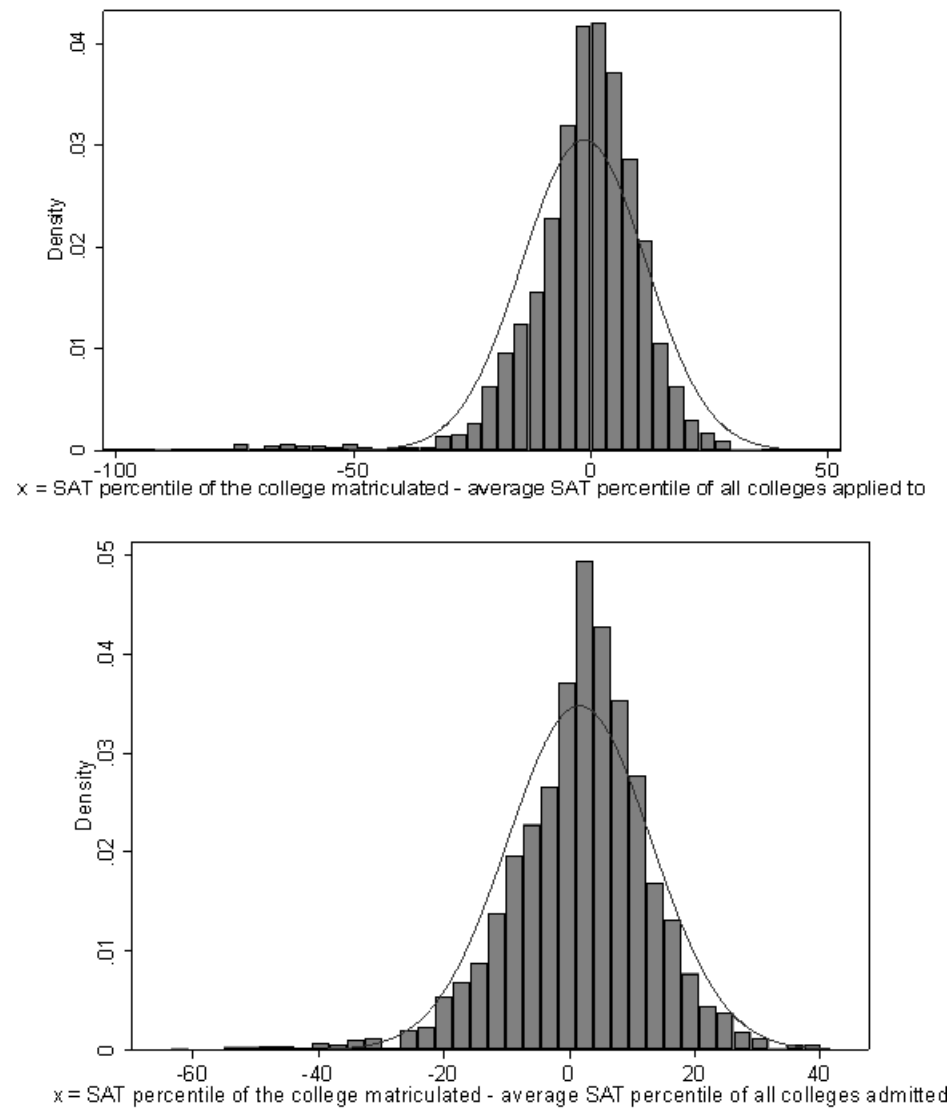 .04
.03
.02
.01
0
Density
-100 -50 0 50
x = SAT percentile of the college matriculated - average SAT percentile of all colleges applied to
.05
.04
.03
.02
.01
0
Density
-60 -40 -20 0 20 40
x = SAT percentile of the college matriculated - average SAT percentile of all colleges admitted